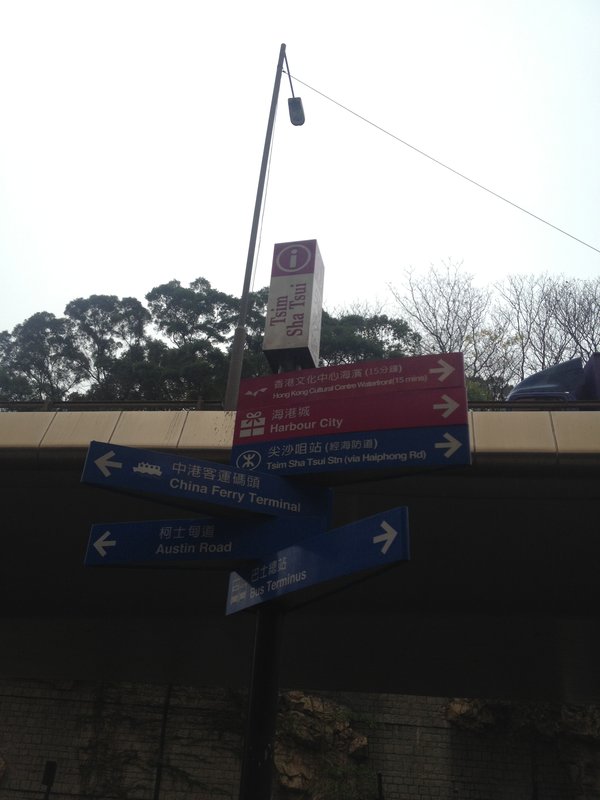 i
Tsim
Sha Tsui
香港文化中心海濱 (15分鐘)
Hong Kong Cultural Centre Waterfront (15 mins)
海港城
Harbour City
尖沙咀站 (經海防道)
Tsim Sha Tsui Stn (via Haiphong Rd)
中港客運碼頭
China Ferry Terminal
柯士甸道
Austin Road
巴士總站
Bus Terminus